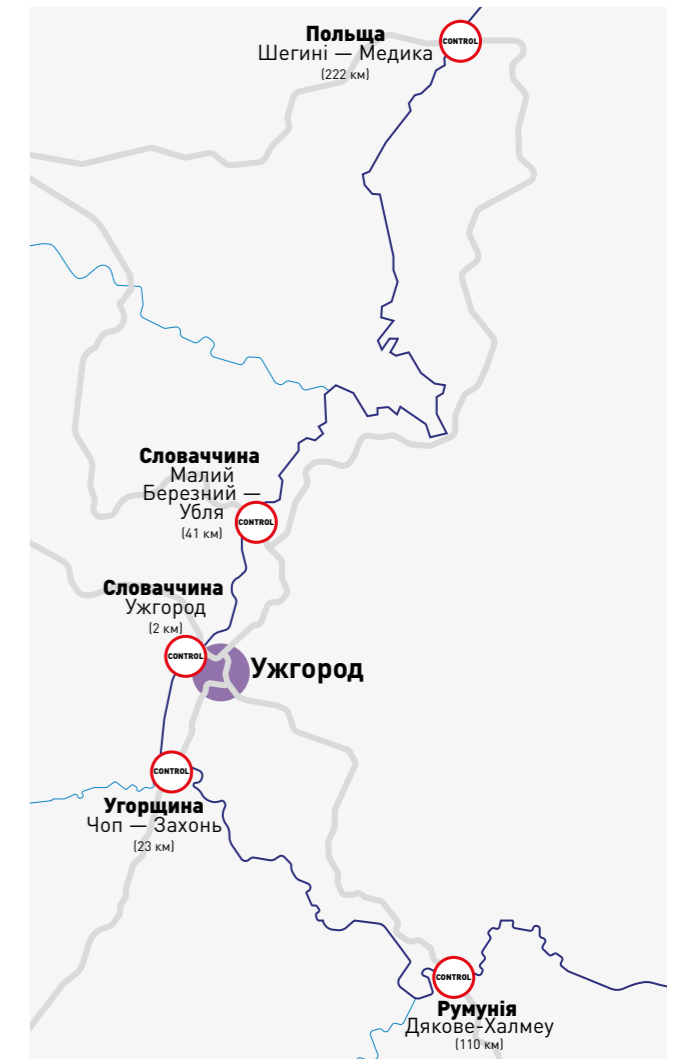 Польща
Шегині — Медика
(222 км)
CONTROL
Словаччина
Малий
Березний —
Убля
(41 км)
CONTROL
Словаччина
Ужгород
(2 км)
CONTROL
Ужгород
CONTROL
Угорщина
Чоп — Захонь
(23 км)
CONTROL
Румунія
Дякове-Халмеу
(110 км)